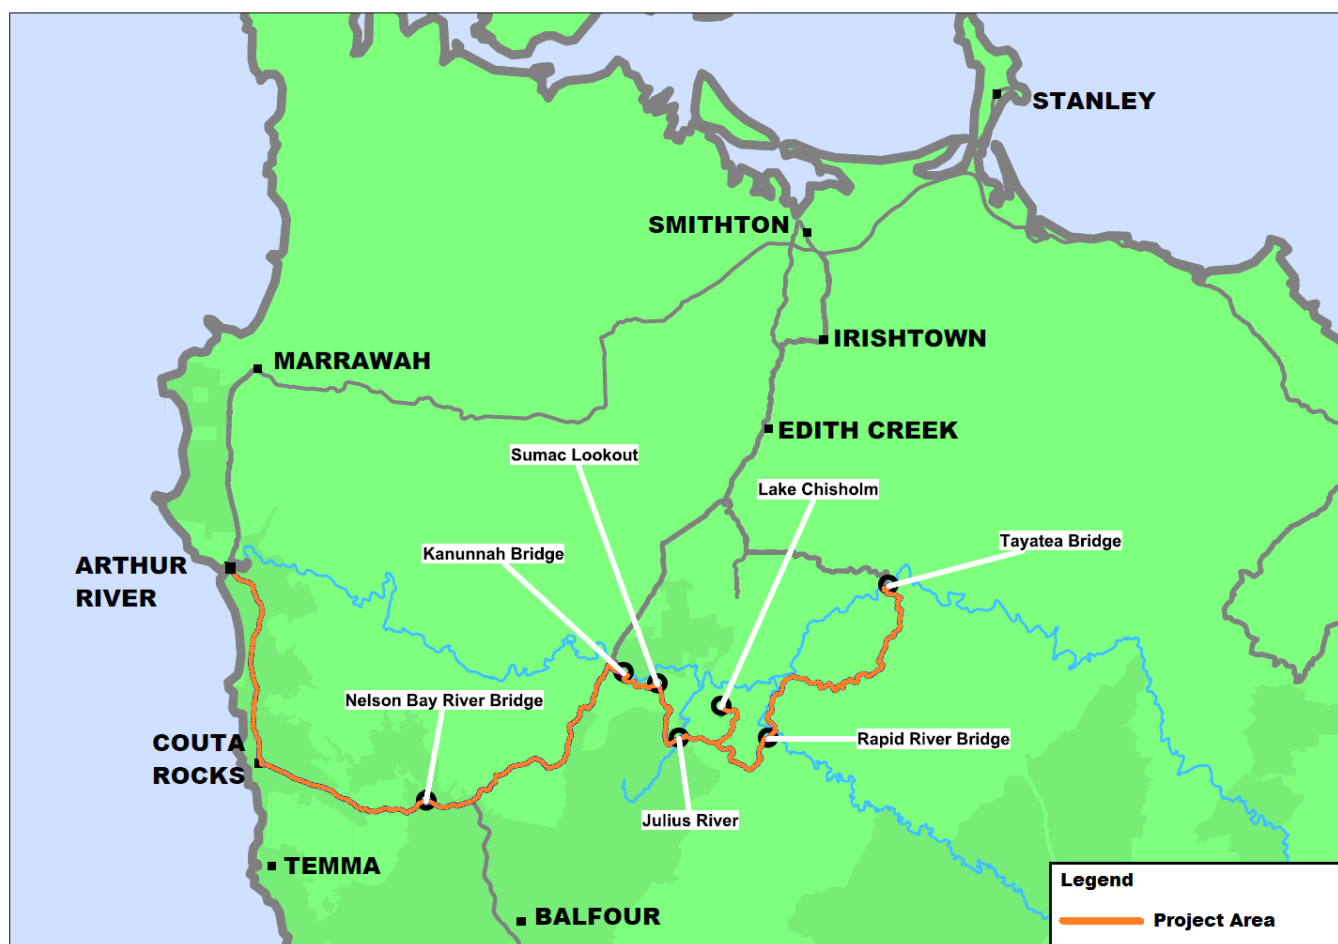 STANLEY
SMITHTON
IRISHTOWN
MARRAWAH
EDITH CREEK
Sumac Lookout
Lake Chisholm
Tayatea Bridge
Kanunnah Bridge
ARTHUR
RIVER
Nelson Bay River Bridge
Rapid River Bridge
COUTA
ROCKS
Julius River
TEMMA
BALFOUR
Legend
Project Area